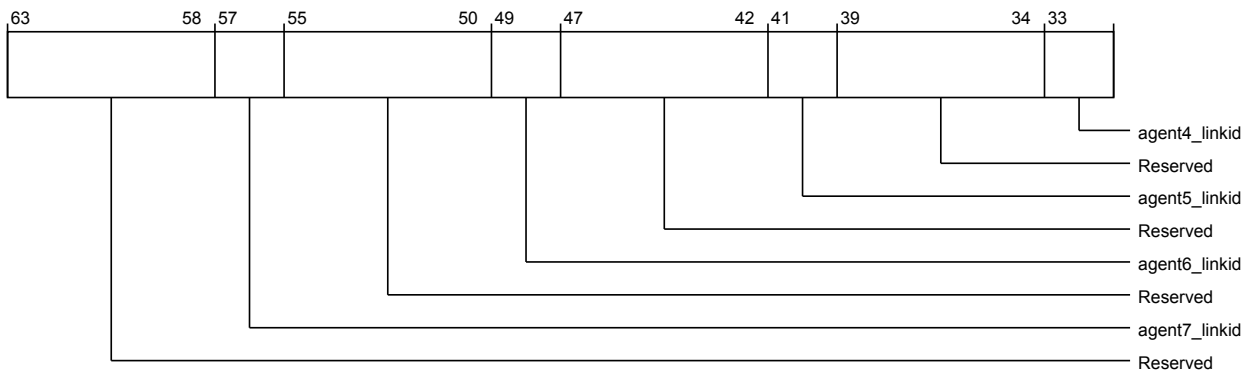 63 58 57 55 50 49 47 42 41 39 34 33
agent4_linkid
Reserved
agent5_linkid
Reserved
agent6_linkid
Reserved
agent7_linkid
Reserved